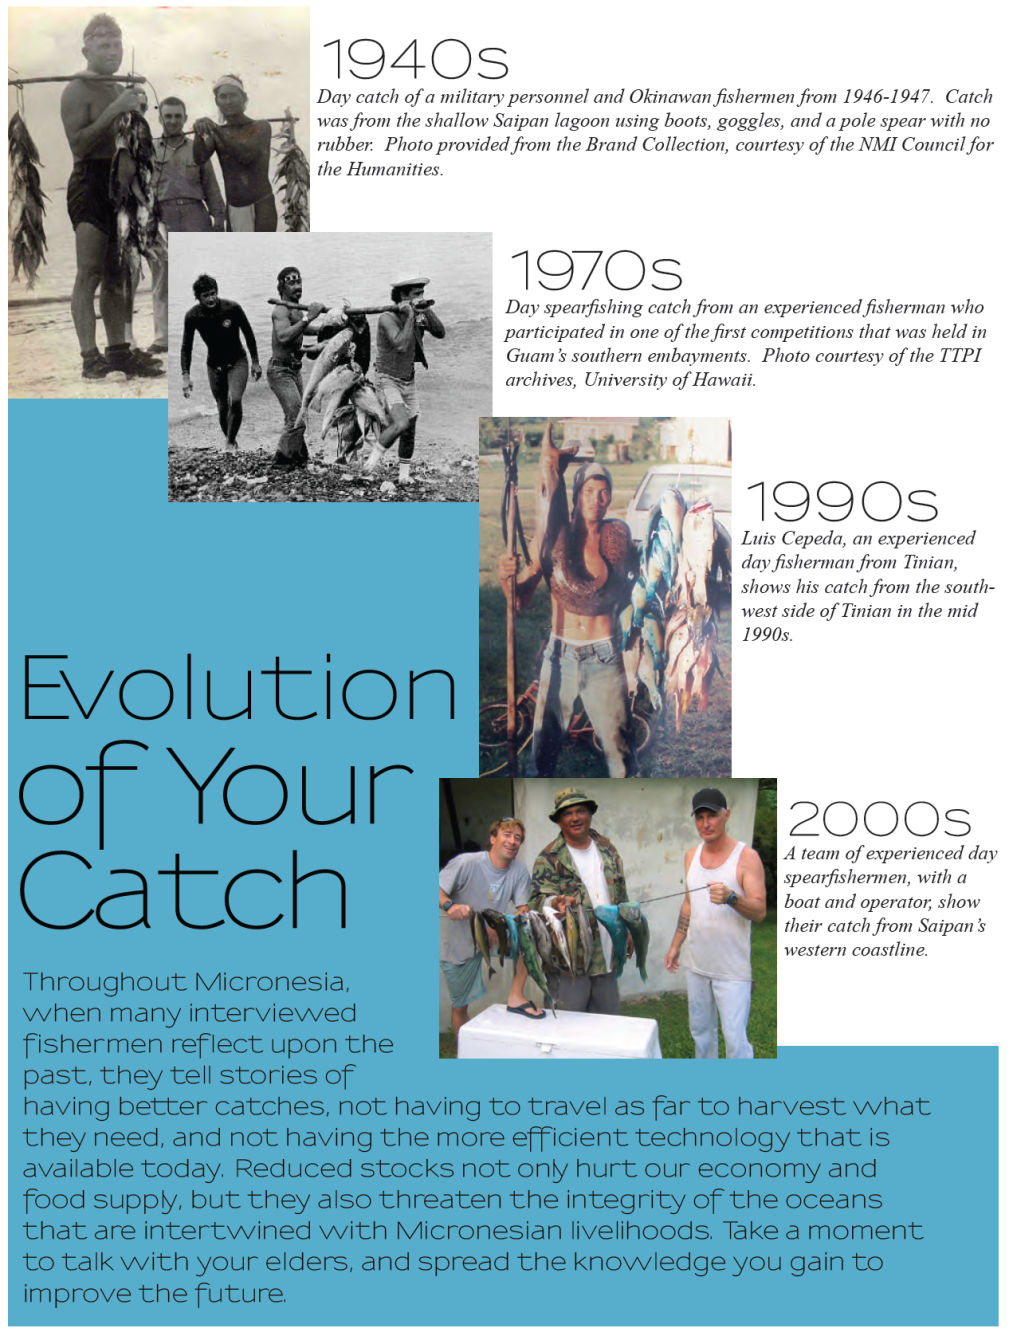 1940s
Day catch of a military personnel and Okinawan fishermen from 1946-1947.  Catch
was from the shallow Saipan lagoon using boots, goggles, and a pole spear with no
rubber.  Photo provided from the Brand Collection, courtesy of the NMI Council for
the Humanities.
1970s
Day spearfishing catch from an experienced fisherman who
participated in one of the first competitions that was held in
Guam's southern embayments.  Photo courtesy of the TTPI
archives, University of Hawaii.
1990s
Luis Cepeda, an experienced
day fisherman from Tinian,
shows his catch from the south-
west side of Tinian in the mid
1990s.
2000s
A team of experienced day
spearfishermen, with a
boat and operator, show
their catch from Saipan's
western coastline.
Evolution
of Your
Catch
Throughout Micronesia,
when many interviewed
fishermen reflect upon the
past, they tell stories of
having better catches, not having to travel as far to harvest what
they need, and not having the more efficient technology that is
available today.  Reduced stocks not only hurt our economy and
food supply, but they also threaten the integrity of the oceans
that are intertwined with Micronesian livelihoods.  Take a moment
to talk with your elders, and spread the knowledge you gain to
improve the future.